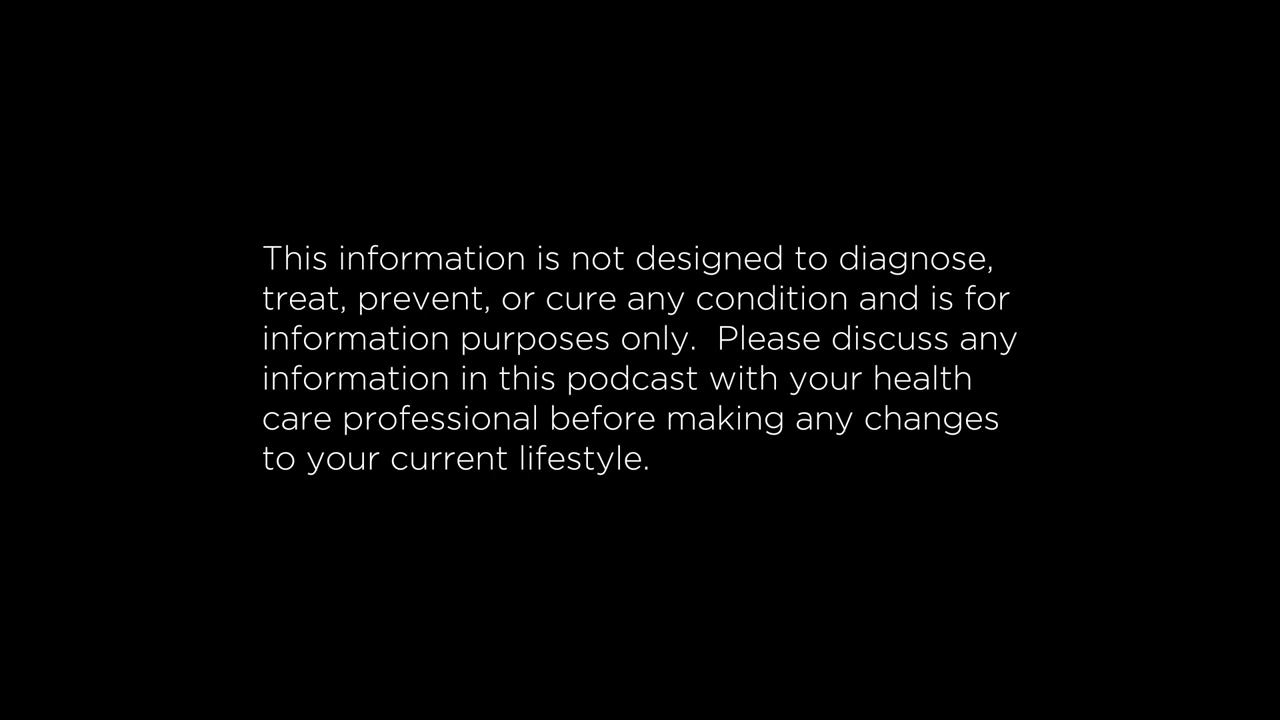 This information is not designed to diagnose,
treat, prevent, or cure any condition and is for
information purposes only.  Please discuss any
information in this podcast with your health
care professional before making any changes
to your current lifestyle.